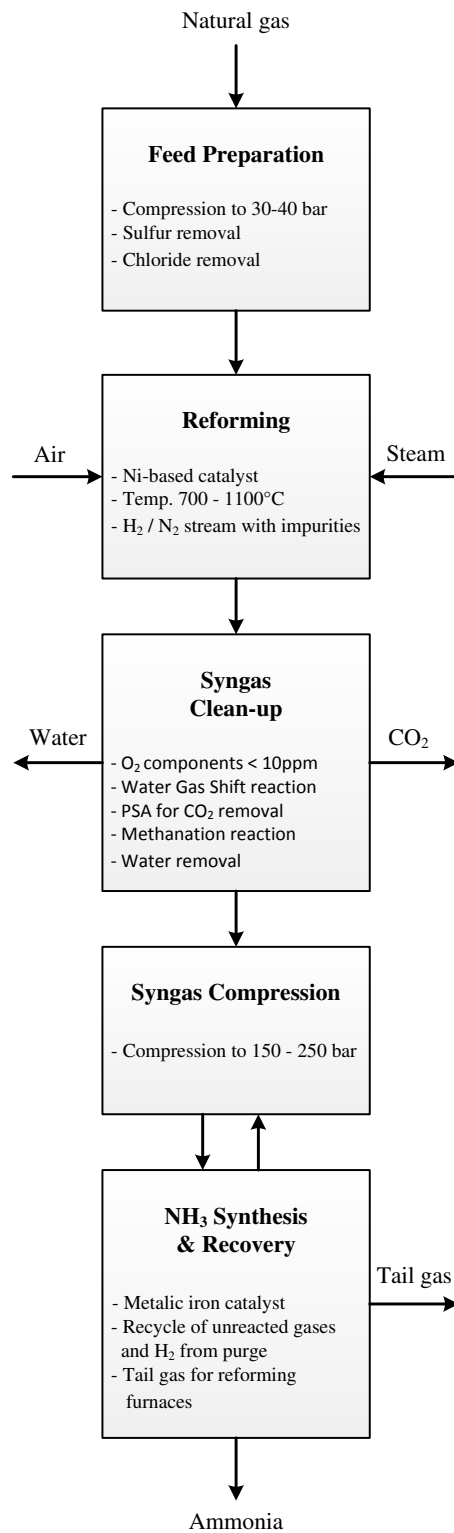 Natural gas
Feed Preparation
- Compression to 30-40 bar
- Sulfur removal
- Chloride removal
Reforming
Air
Steam
- Ni-based catalyst
- Temp. 700 - 1100°C
- H₂ / N₂ stream with impurities
Syngas
Clean-up
Water
CO₂
- O₂ components < 10ppm
- Water Gas Shift reaction
- PSA for CO₂ removal
- Methanation reaction
- Water removal
Syngas Compression
- Compression to 150 - 250 bar
NH₃ Synthesis
& Recovery
Tail gas
- Metalic iron catalyst
- Recycle of unreacted gases
and H₂ from purge
- Tail gas for reforming
furnaces
Ammonia